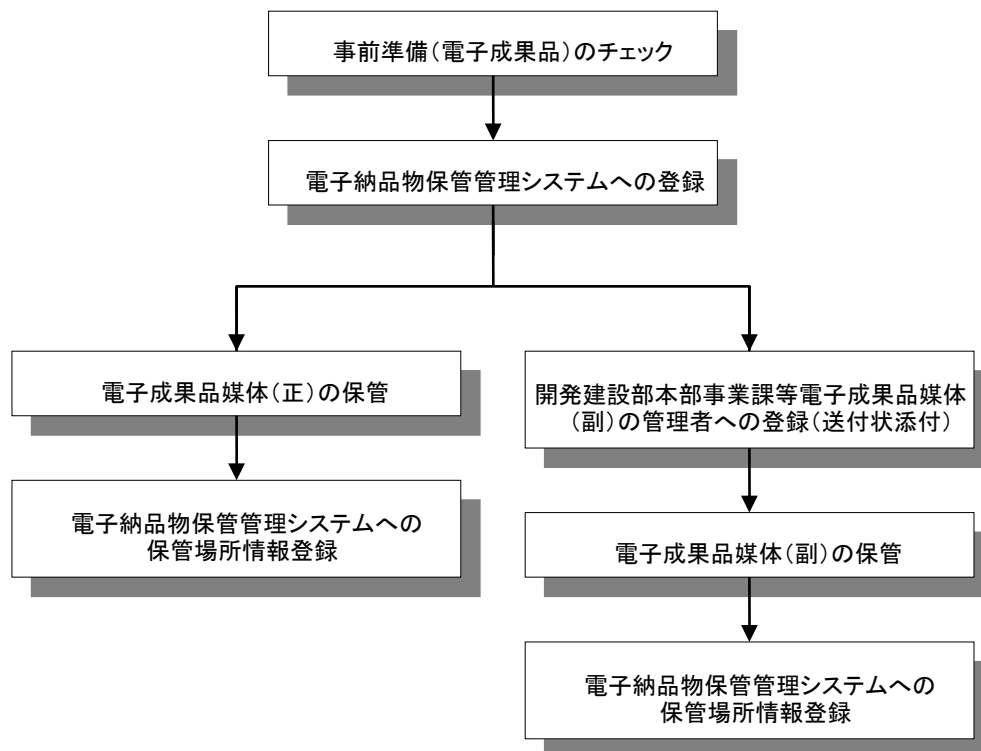 事前準備(電子成果品)のチェック
電子納品物保管管理システムへの登録
電子成果品媒体(正)の保管
電子納品物保管管理システムへの
保管場所情報登録
開発建設部本部事業課等電子成果品媒体
(副)の管理者への登録(送付状添付)
電子成果品媒体(副)の保管
電子納品物保管管理システムへの
保管場所情報登録